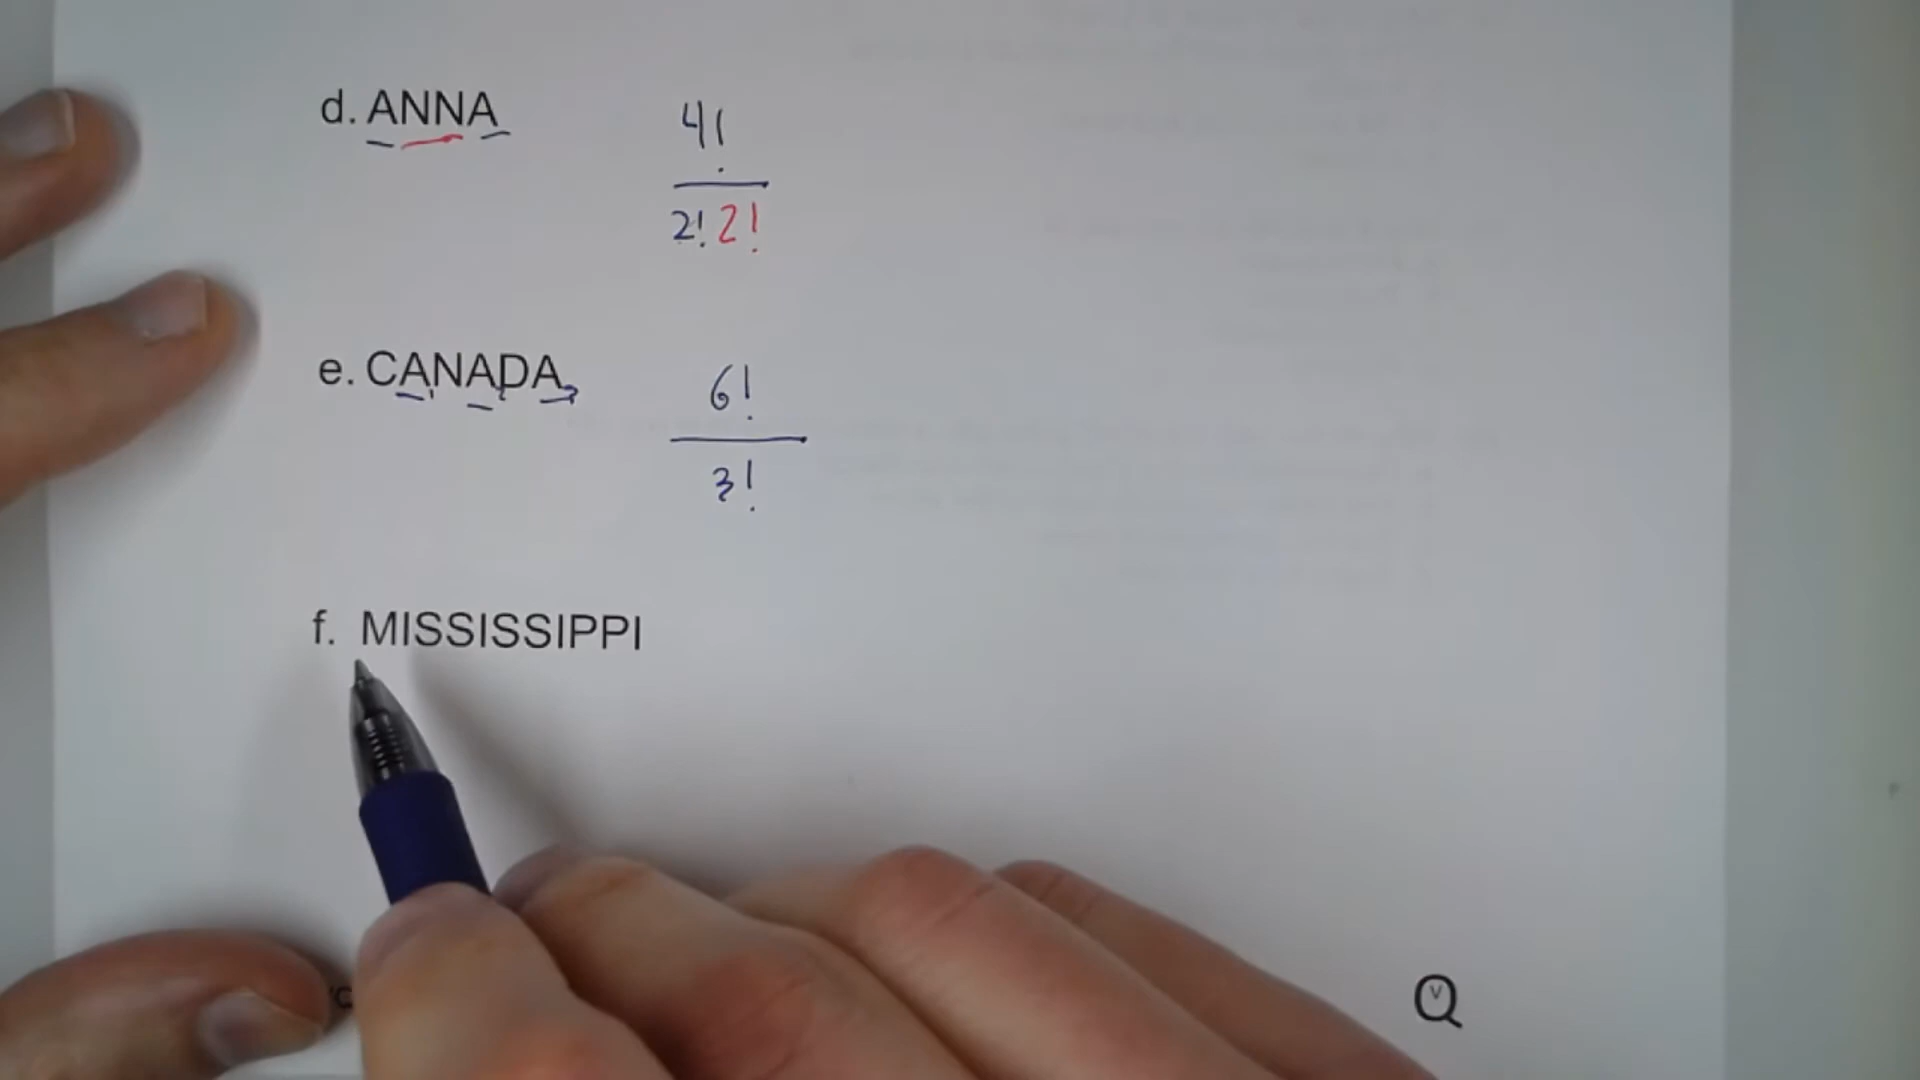 d. ANNA
4!
2! 2!
e. CANADA
6!
3!
f. MISSISSIPPI
Q